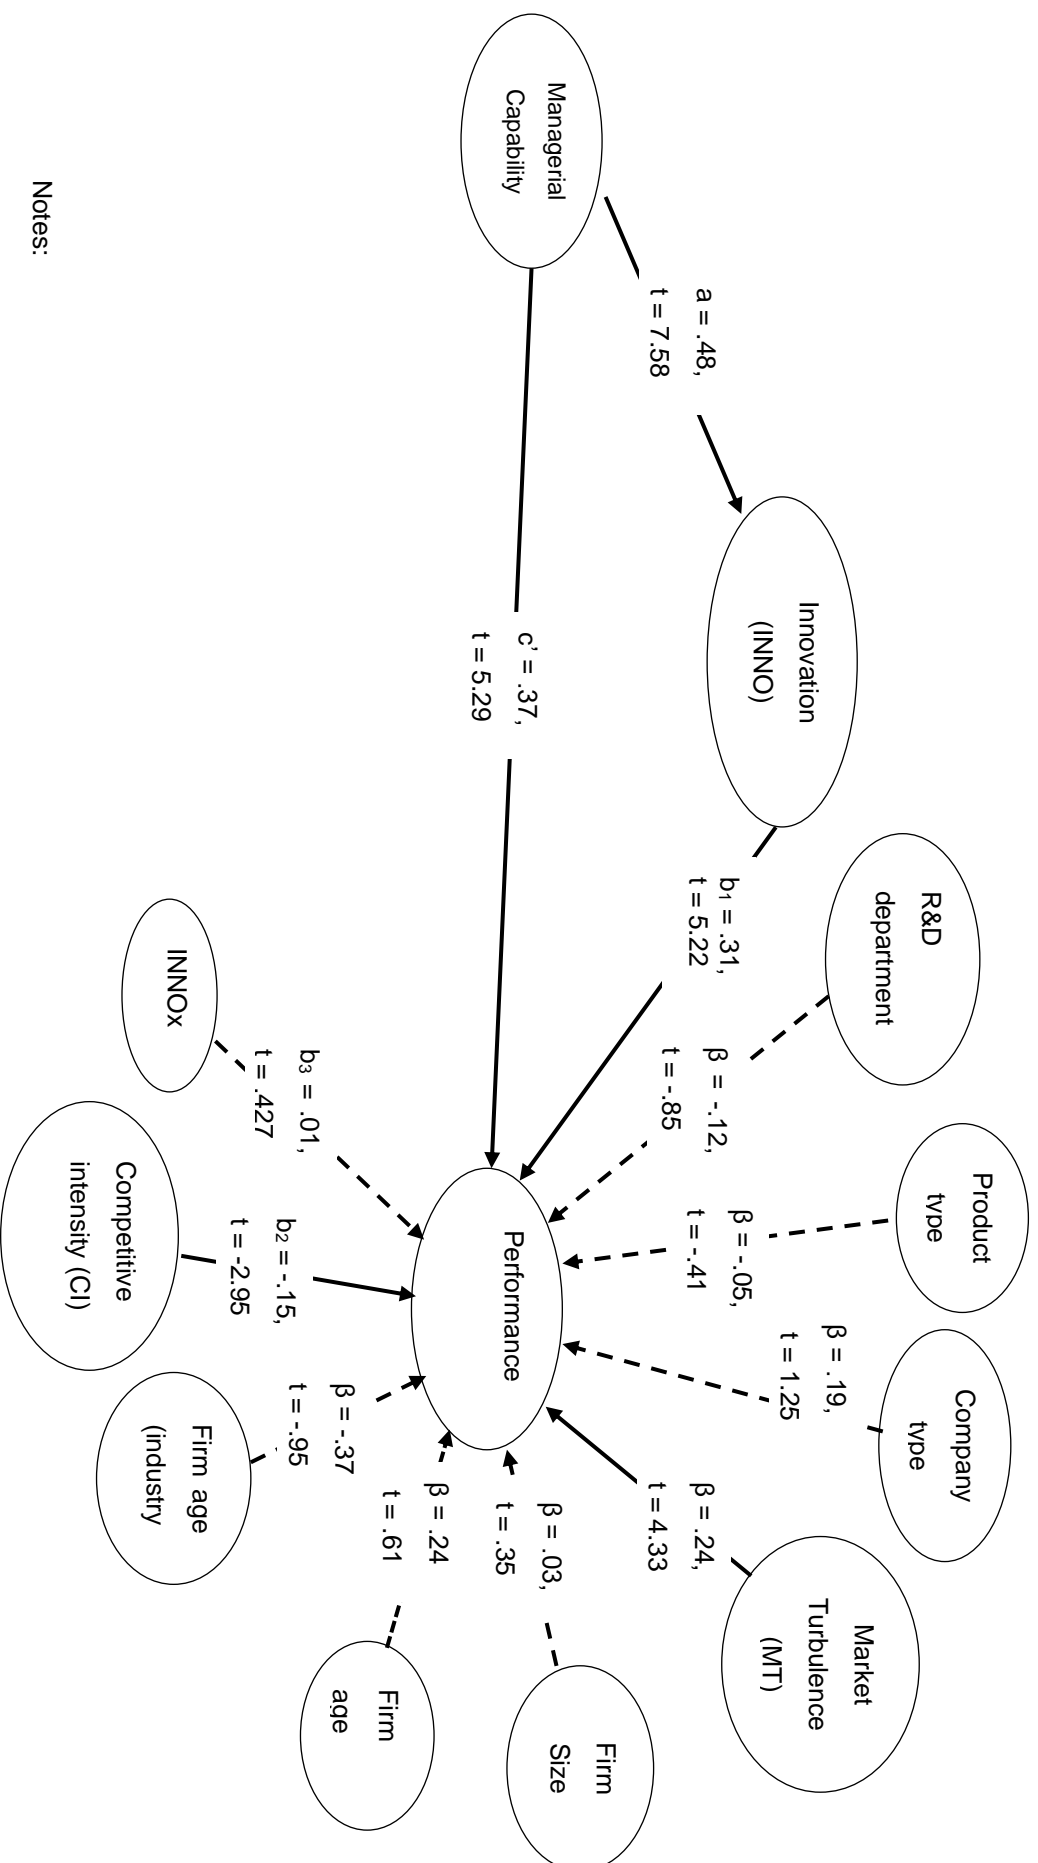 Managerial
Capability
a = .48,
t = 7.58
Innovation
(INNO)
c' = .37,
t = 5.29
b₁ = .31,
t = 5.22
R&D
department
β = -.12,
t = -.85
Product
type
β = -.05,
t = -.41
Company
type
β = .19,
t = 1.25
Market
Turbulence
(MT)
β = .24,
t = 4.33
Performance
INNOx
b₃ = .01,
t = .427
Competitive
intensity (CI)
b₂ = -.15,
t = -2.95
Firm age
(industry
β = -.37
t = -.95
Firm
age
β = .24
t = .61
Firm
Size
β = .03,
t = .35
Notes: